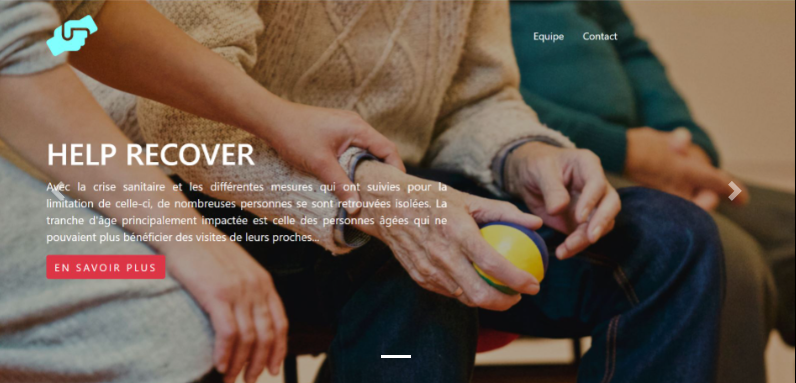 Equipe Contact
HELP RECOVER
Avec la crise sanitaire et les différentes mesures qui ont suivies pour la
limitation de celle-ci, de nombreuses personnes se sont retrouvées isolées. La
tranche d'âge principalement impactée est celle des personnes âgées qui ne
pouvaient plus bénéficier des visites de leurs proches...
EN SAVOIR PLUS